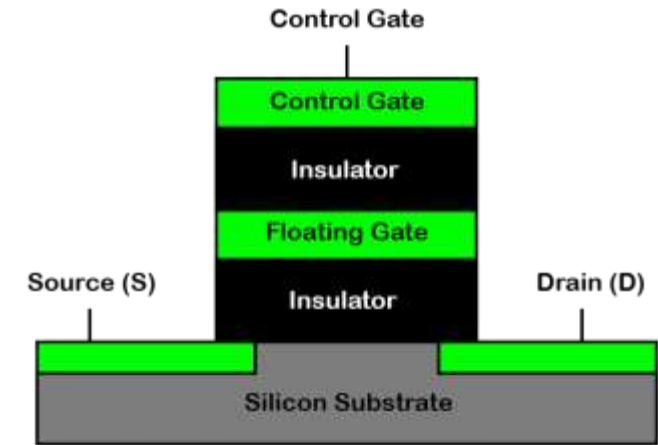 Control Gate
Control Gate
Insulator
Floating Gate
Source (S)
Insulator
Drain (D)
Silicon Substrate